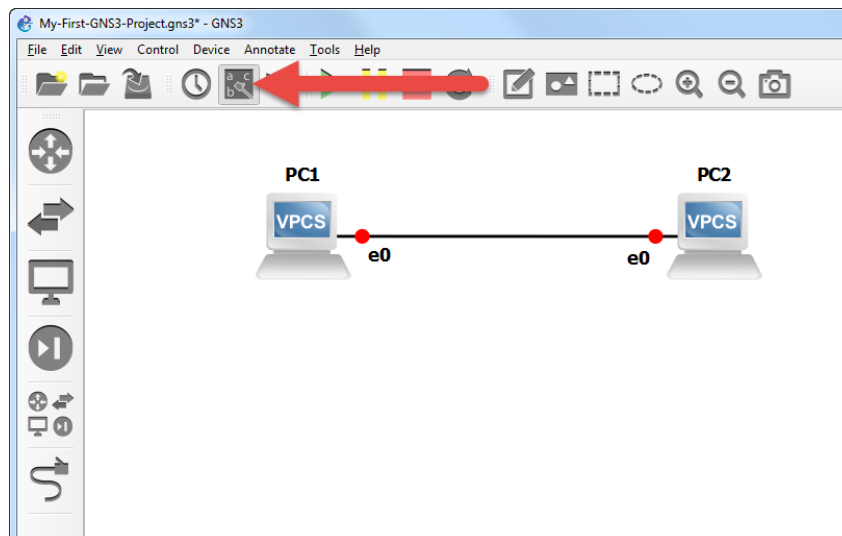 My-First-GNS3-Project.gns3* - GNS3
File Edit View Control Device Annotate Tools Help
a c
b
PC1 PC2
VPCS VPCS
e0 e0